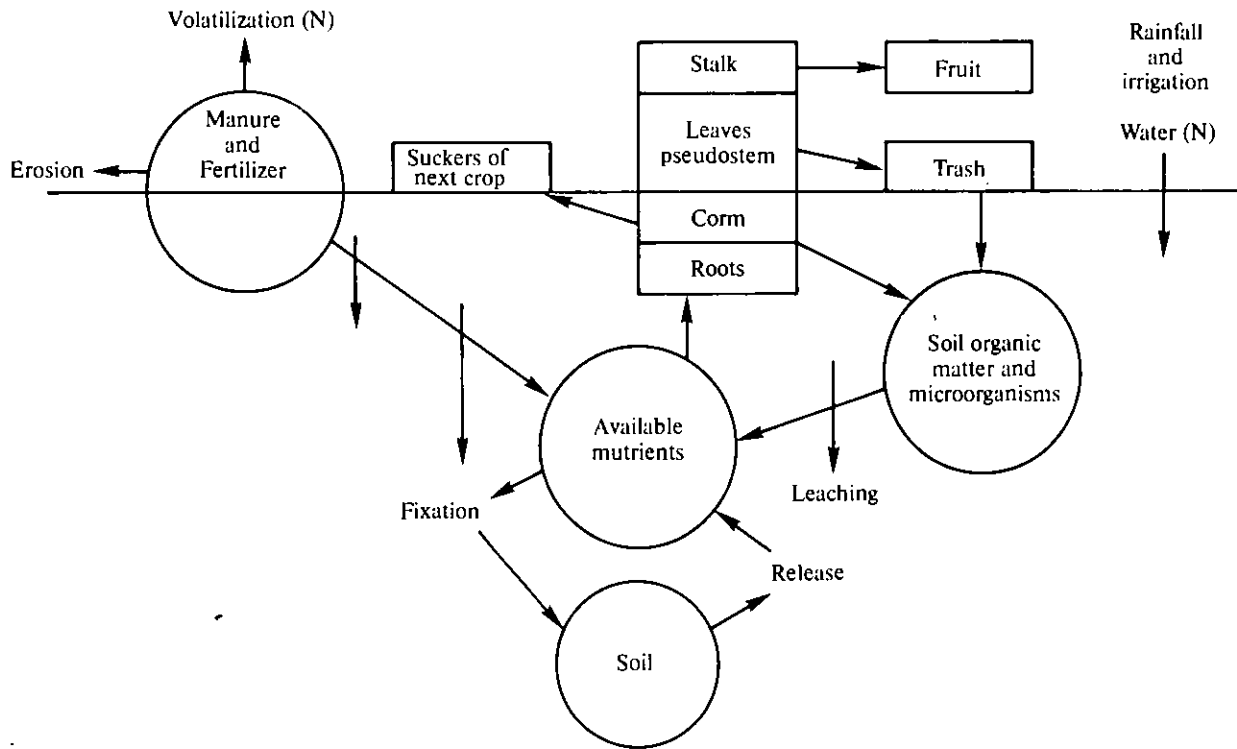 Volatilization (N)
Manure
and
Fertilizer
Erosion
Suckers of
next crop
Stalk
Leaves
pseudostem
Corm
Roots
Fruit
Trash
Rainfall
and
irrigation
Water (N)
Soil organic
matter and
microorganisms
Available
mutrients
Leaching
Fixation
Release
Soil